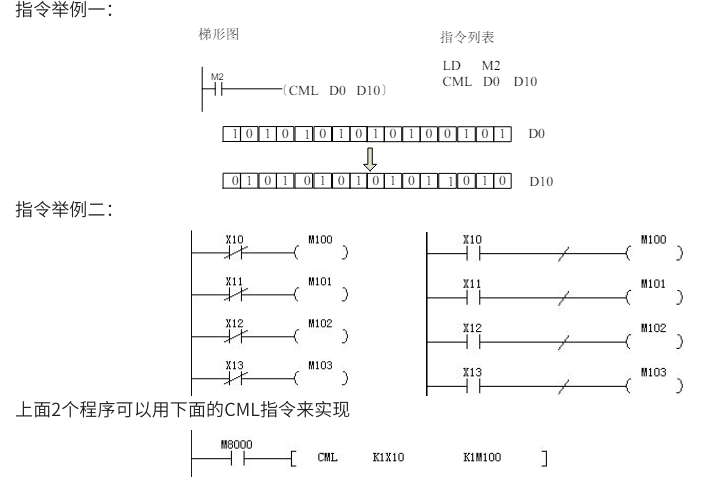 指令举例一：
梯形图
指令列表
M2
(CML D0 D10)
LD M2
CML D0 D10
1 0 1 0 1 0 1 0 1 0 1 0 0 1 0 1 D0
0 1 0 1 0 1 0 1 0 1 0 1 1 0 1 0 D10
指令举例二：
X10 M100
X11 M101
X12 M102
X13 M103
X10 M100
X11 M101
X12 M102
X13 M103
上面2个程序可以用下面的CML指令来实现
M8000
[ CML K1X10 K1M100 ]